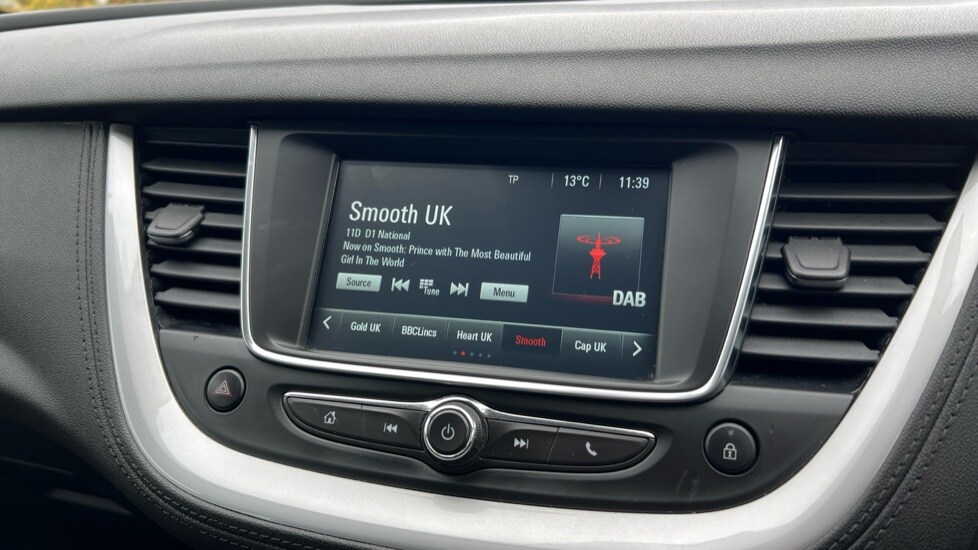 TP 13°C 11:39
Smooth UK
11D D1 National
Now on Smooth: Prince with The Most Beautiful
Girl In The World
Source Tune Menu
DAB
Gold UK BBCLincs Heart UK Smooth Cap UK